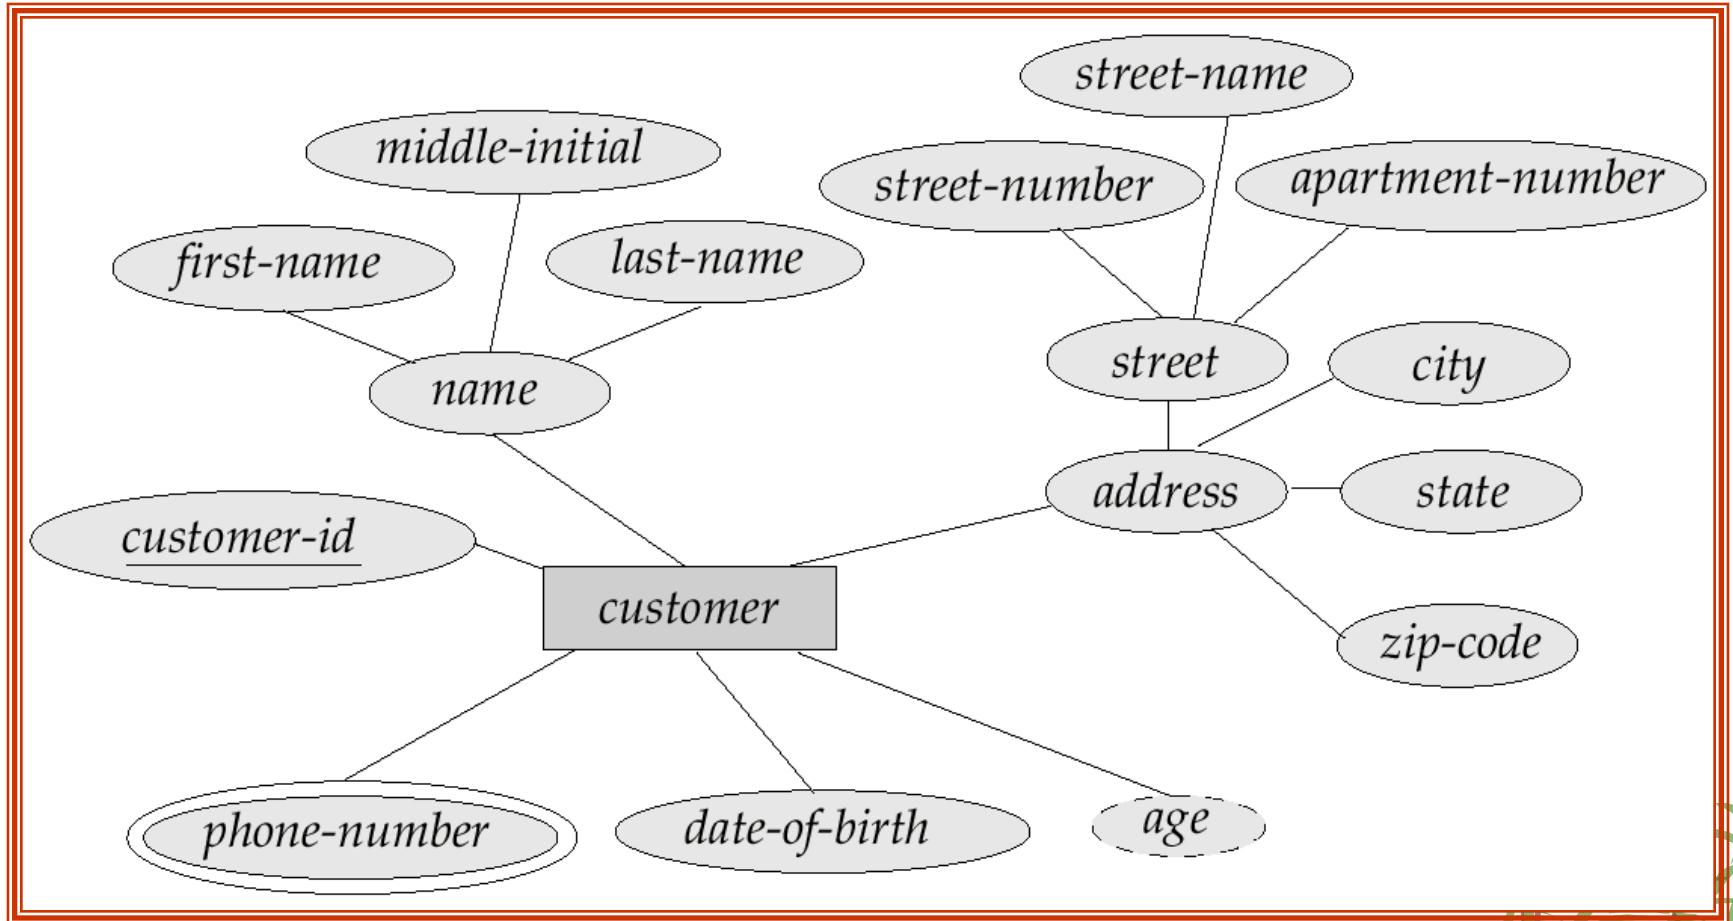 street-name
middle-initial
street-number
apartment-number
first-name
last-name
name
street
city
address
state
customer-id
customer
zip-code
phone-number
date-of-birth
age